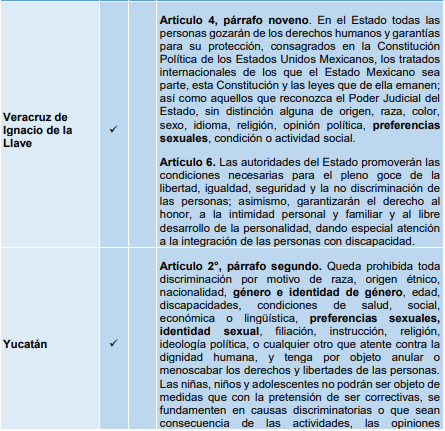 Artículo 4, párrafo noveno. En el Estado todas las
personas gozarán de los derechos humanos y garantías
para su protección, consagrados en la Constitución
Política de los Estados Unidos Mexicanos, los tratados
internacionales de los que el Estado Mexicano sea
parte, esta Constitución y las leyes que de ella emanen;
así como aquellos que reconozca el Poder Judicial del
Estado, sin distinción alguna de origen, raza, color,
sexo, idioma, religión, opinión política, preferencias
sexuales, condición o actividad social.
Veracruz de
Ignacio de la
Llave
✓
Artículo 6. Las autoridades del Estado promoverán las
condiciones necesarias para el pleno goce de la
libertad, igualdad, seguridad y la no discriminación de
las personas; asimismo, garantizarán el derecho al
honor, a la intimidad personal y familiar y al libre
desarrollo de la personalidad, dando especial atención
a la integración de las personas con discapacidad.
Artículo 2°, párrafo segundo. Queda prohibida toda
discriminación por motivo de raza, origen étnico,
nacionalidad, género e identidad de género, edad,
discapacidades, condiciones de salud, social,
económica o lingüística, preferencias sexuales,
identidad sexual, filiación, instrucción, religión,
ideología política, o cualquier otro que atente contra la
dignidad humana, y tenga por objeto anular o
menoscabar los derechos y libertades de las personas.
Las niñas, niños y adolescentes no podrán ser objeto de
medidas que con la pretensión de ser correctivas, se
fundamenten en causas discriminatorias o que sean
consecuencia de las actividades, las opiniones
Yucatán
✓